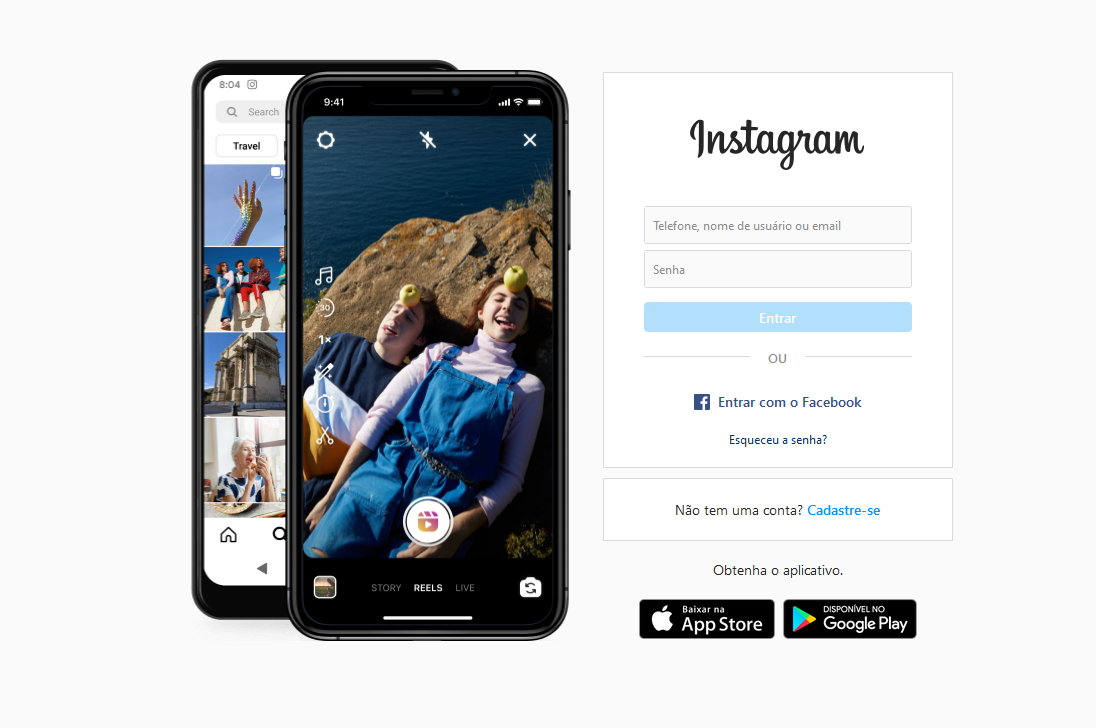 8:04
Search
Travel
9:41
30
1×
STORY REELS LIVE
Instagram
Telefone, nome de usuário ou email
Senha
Entrar
OU
Entrar com o Facebook
Esqueceu a senha?
Não tem uma conta? Cadastre-se
Obtenha o aplicativo.
Baixar na
App Store
DISPONÍVEL NO
Google Play